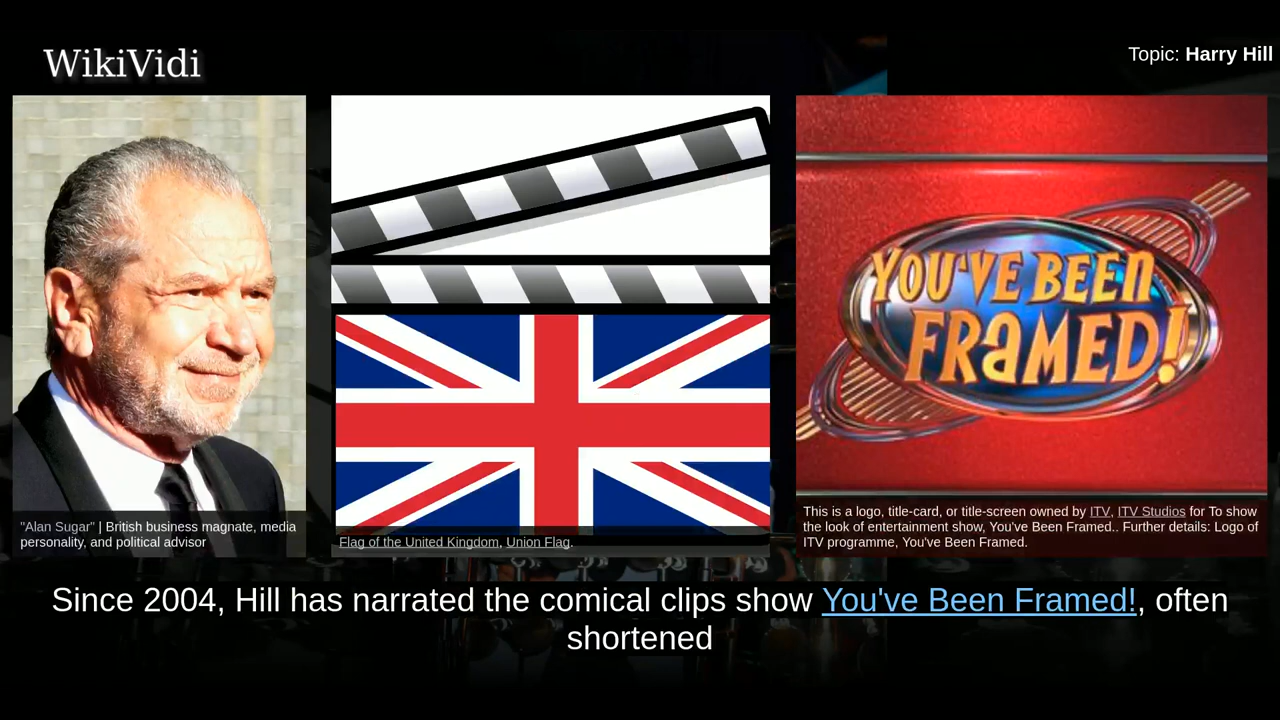 WikiVidi
Topic: Harry Hill
YOU'VE BEEN
FRAMED!
"Alan Sugar" | British business magnate, media
personality, and political advisor
Flag of the United Kingdom, Union Flag.
This is a logo, title-card, or title-screen owned by ITV, ITV Studios for To show
the look of entertainment show, You've Been Framed.. Further details: Logo of
ITV programme, You've Been Framed.
Since 2004, Hill has narrated the comical clips show You've Been Framed!, often
shortened